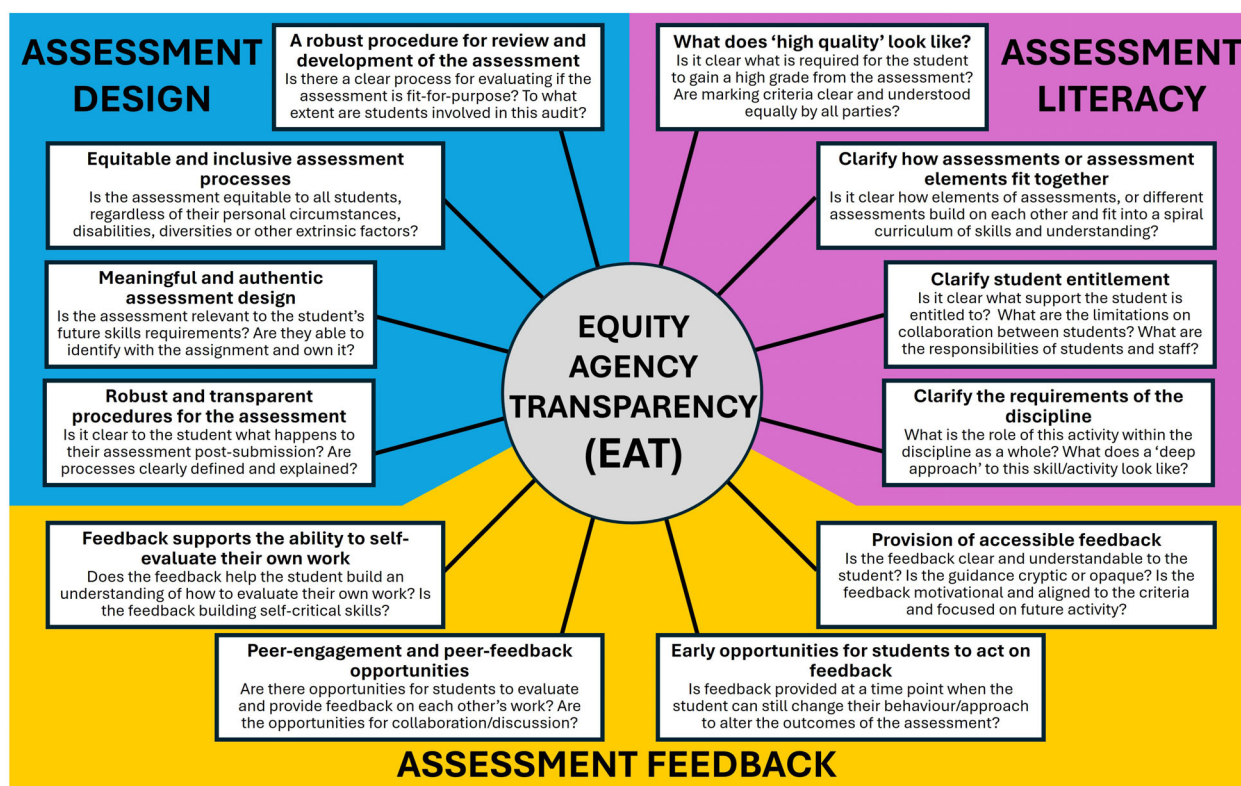 ASSESSMENT
DESIGN
A robust procedure for review and
development of the assessment
Is there a clear process for evaluating if the
assessment is fit-for-purpose? To what
extent are students involved in this audit?
Equitable and inclusive assessment
processes
Is the assessment equitable to all students,
regardless of their personal circumstances,
disabilities, diversities or other extrinsic factors?
Meaningful and authentic
assessment design
Is the assessment relevant to the student's
future skills requirements? Are they able to
identify with the assignment and own it?
Robust and transparent
procedures for the assessment
Is it clear to the student what happens to
their assessment post-submission? Are
processes clearly defined and explained?
ASSESSMENT
LITERACY
What does ‘high quality’ look like?
Is it clear what is required for the student
to gain a high grade from the assessment?
Are marking criteria clear and understood
equally by all parties?
Clarify how assessments or assessment
elements fit together
Is it clear how elements of assessments, or different
assessments build on each other and fit into a spiral
curriculum of skills and understanding?
Clarify student entitlement
Is it clear what support the student is
entitled to? What are the limitations on
collaboration between students? What are
the responsibilities of students and staff?
Clarify the requirements of the
discipline
What is the role of this activity within the
discipline as a whole? What does a ‘deep
approach’ to this skill/activity look like?
EQUITY
AGENCY
TRANSPARENCY
(EAT)
Feedback supports the ability to self-
evaluate their own work
Does the feedback help the student build an
understanding of how to evaluate their own work? Is
the feedback building self-critical skills?
Peer-engagement and peer-feedback
opportunities
Are there opportunities for students to evaluate
and provide feedback on each other's work? Are
the opportunities for collaboration/discussion?
Provision of accessible feedback
Is the feedback clear and understandable to the
student? Is the guidance cryptic or opaque? Is the
feedback motivational and aligned to the criteria
and focused on future activity?
Early opportunities for students to act on
feedback
Is feedback provided at a time point when the
student can still change their behaviour/approach
to alter the outcomes of the assessment?
ASSESSMENT FEEDBACK